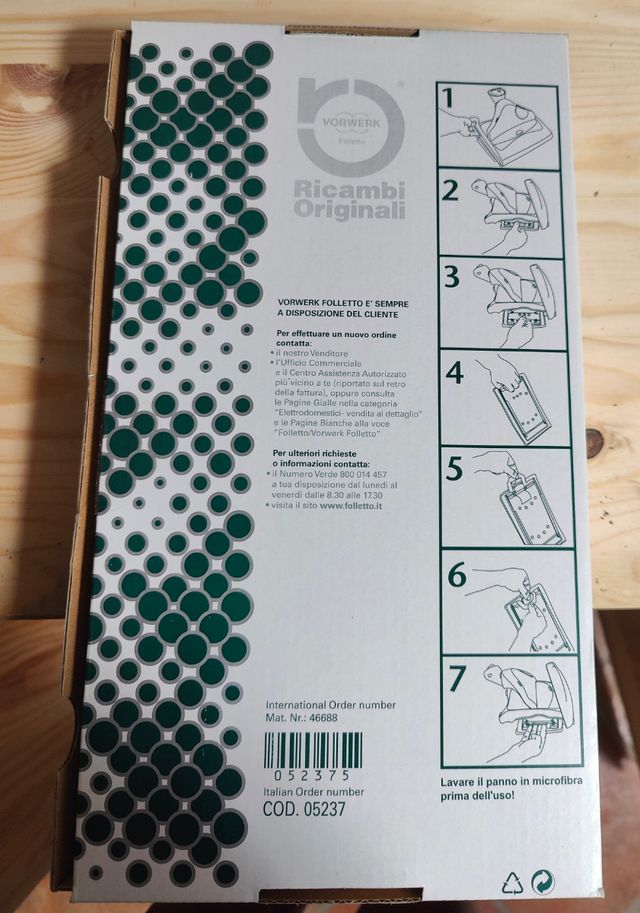 VORWERK
Folletto
®
Ricambi
Originali
VORWERK FOLLETTO E' SEMPRE
A DISPOSIZIONE DEL CLIENTE
Per effettuare un nuovo ordine
contatta:
• il nostro Venditore
• l'Ufficio Commerciale
e il Centro Assistenza Autorizzato
più vicino a te (riportato sul retro
della fattura), oppure consulta
le Pagine Gialle nella categoria
"Elettrodomestici- vendita al dettaglio"
e le Pagine Bianche alla voce
"Folletto/Vorwerk Folletto"
Per ulteriori richieste
o informazioni contatta:
• il Numero Verde 800 014 457
a tua disposizione dal lunedì al
venerdì dalle 8.30 alle 17.30
• visita il sito www.folletto.it
International Order number
Mat. Nr.: 46688
052375
Italian Order number
COD. 05237
1
2
3
4
5
6
7
Lavare il panno in microfibra
prima dell'uso!